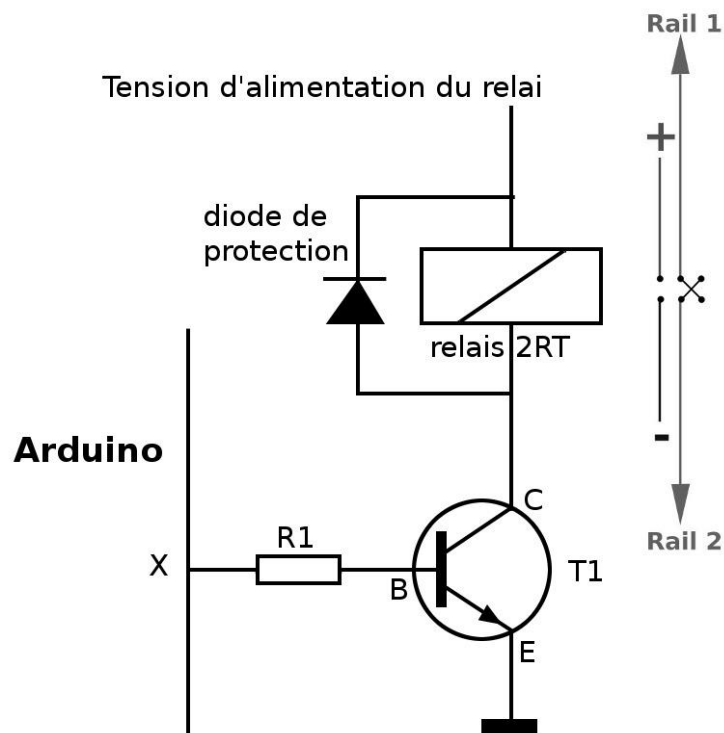 Rail 1
Tension d'alimentation du relai
+
diode de
protection
relais 2RT
-
Arduino
C
Rail 2
R1
X
B
T1
E